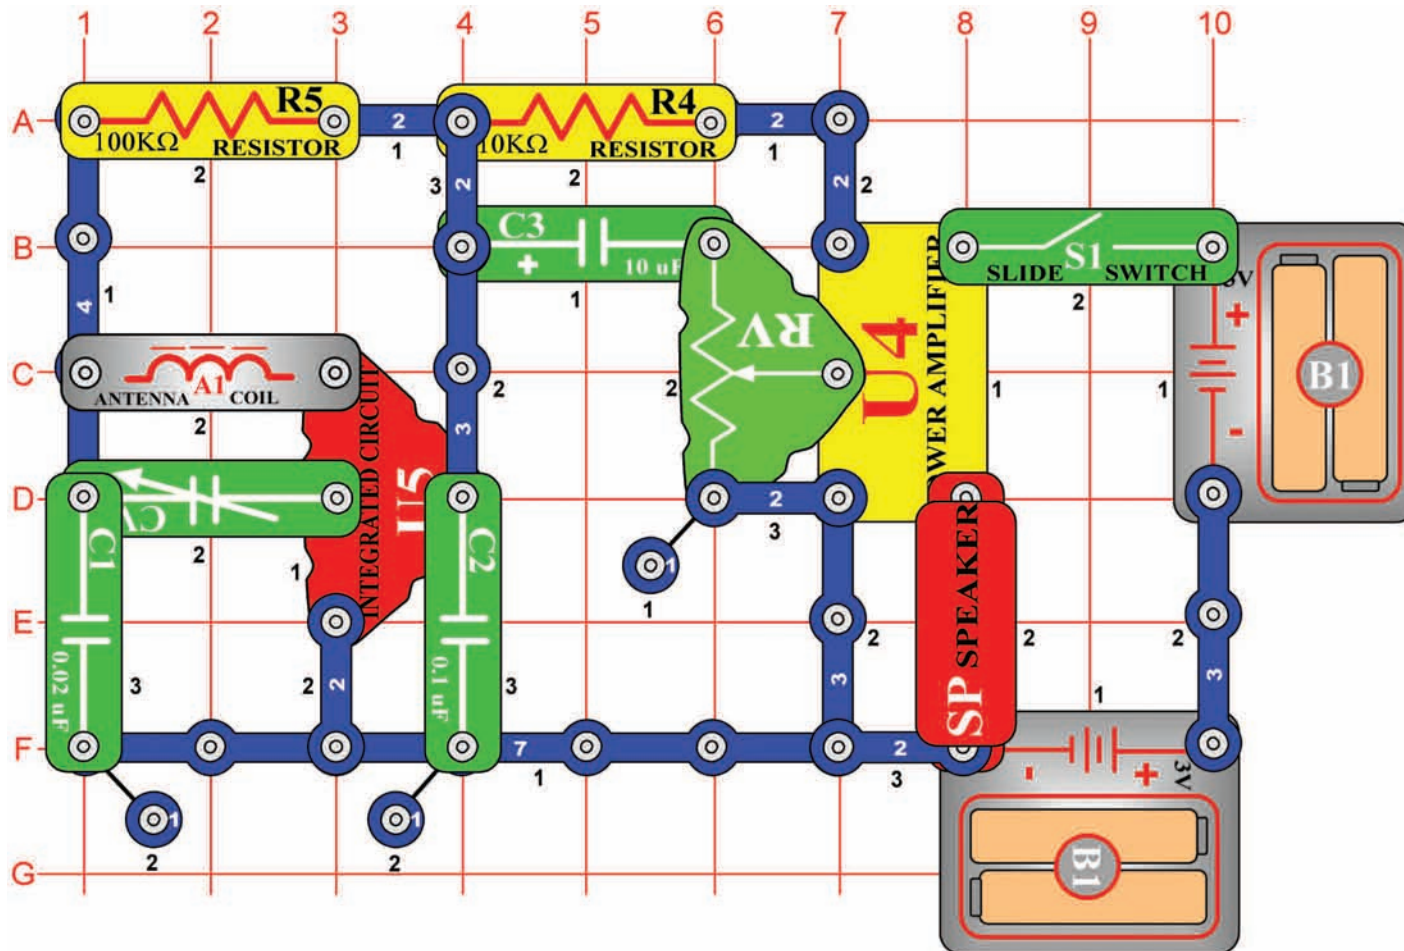 1 2 3 4 5 6 7 8 9 10
A
R5
100KΩ RESISTOR
2
2
1
R4
10KΩ RESISTOR
2
2
1
2
2
3
2
B
C3
+
10 uF
1
S1
SLIDE SWITCH
2
3V
+
-
1
B1
4
1
C
A1
ANTENNA COIL
2
INTEGRATED CIRCUIT
U5
1
3
2
RV
2
U4
POWER AMPLIFIER
1
D
CV
2
C1
0.02 uF
3
C2
0.1 uF
3
2
3
1
1
E
2
2
3
2
SP SPEAKER
2
3
2
F
7
1
2
3
1
-
+
3V
B1
1
2
1
2
G